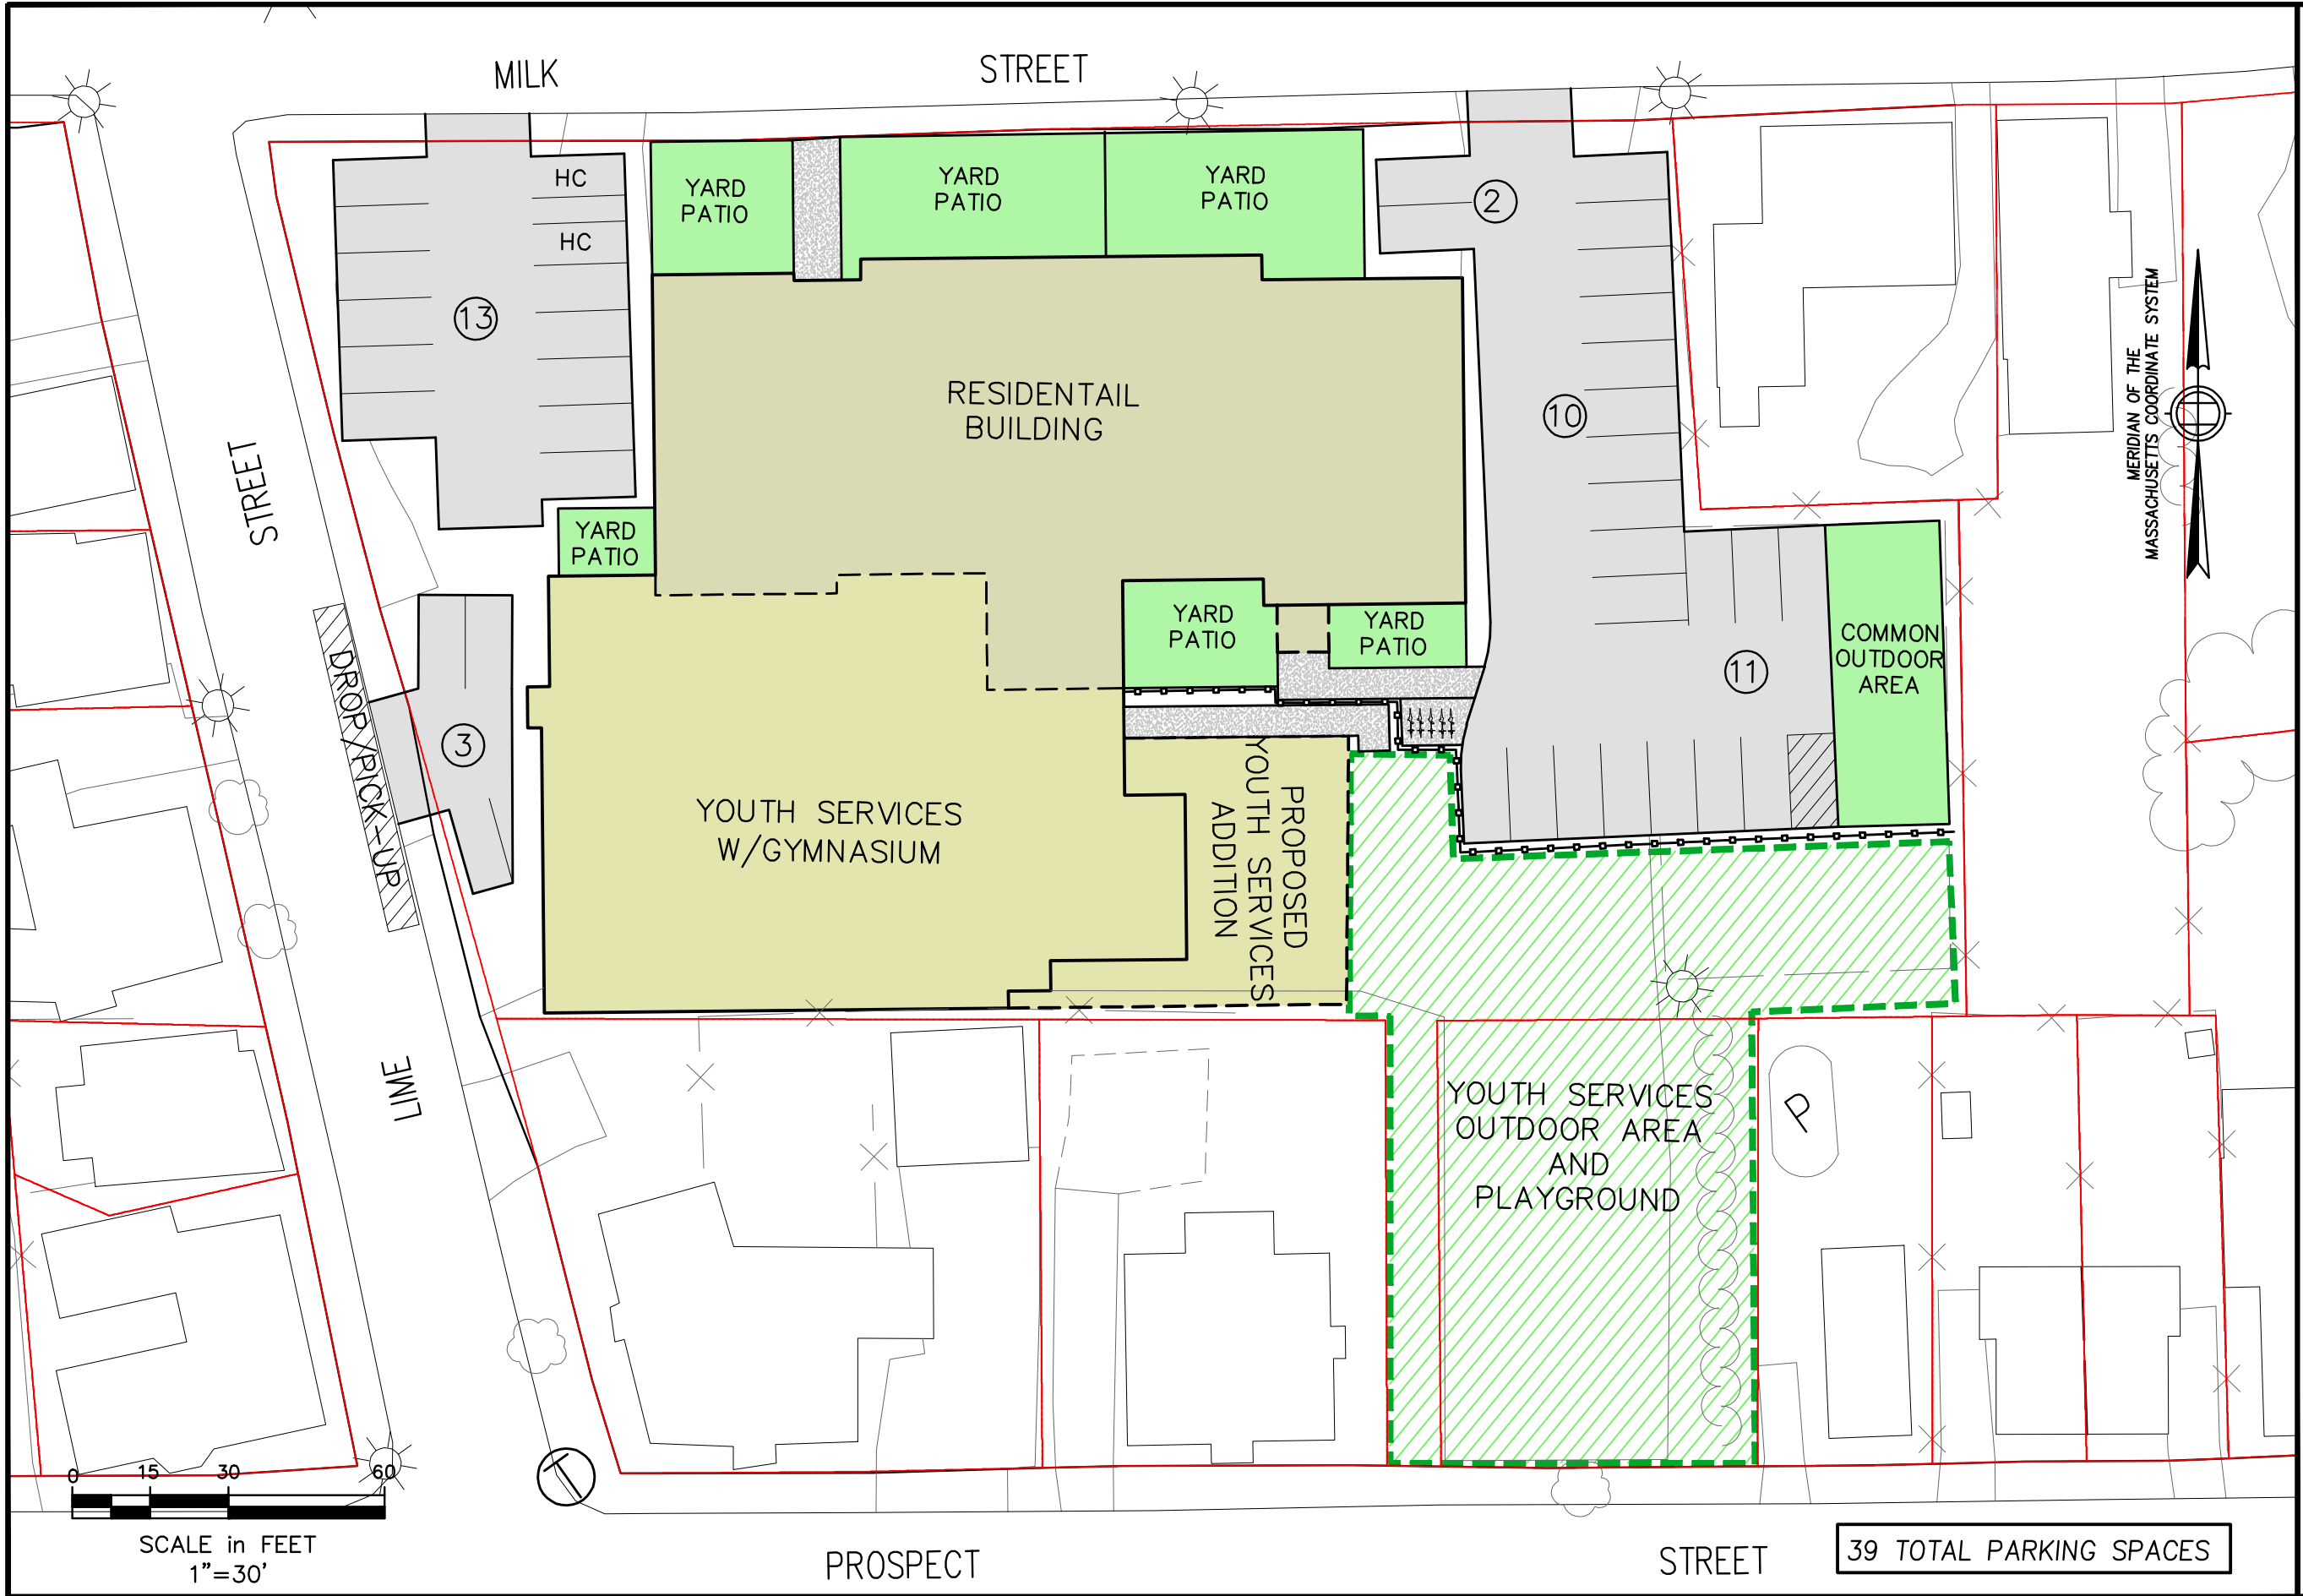 MILK STREET
HC
HC
13
YARD
PATIO
YARD
PATIO
YARD
PATIO
2
RESIDENTAIL
BUILDING
10
MERIDIAN OF THE
MASSACHUSETTS COORDINATE SYSTEM
STREET
LIME
YARD
PATIO
YARD
PATIO
YARD
PATIO
COMMON
OUTDOOR
AREA
11
DROP/PICK-UP
3
YOUTH SERVICES
W/GYMNASIUM
PROPOSED
YOUTH SERVICES
ADDITION
YOUTH SERVICES
OUTDOOR AREA
AND
PLAYGROUND
P
T
0 15 30 60
SCALE in FEET
1"=30'
PROSPECT STREET
39 TOTAL PARKING SPACES